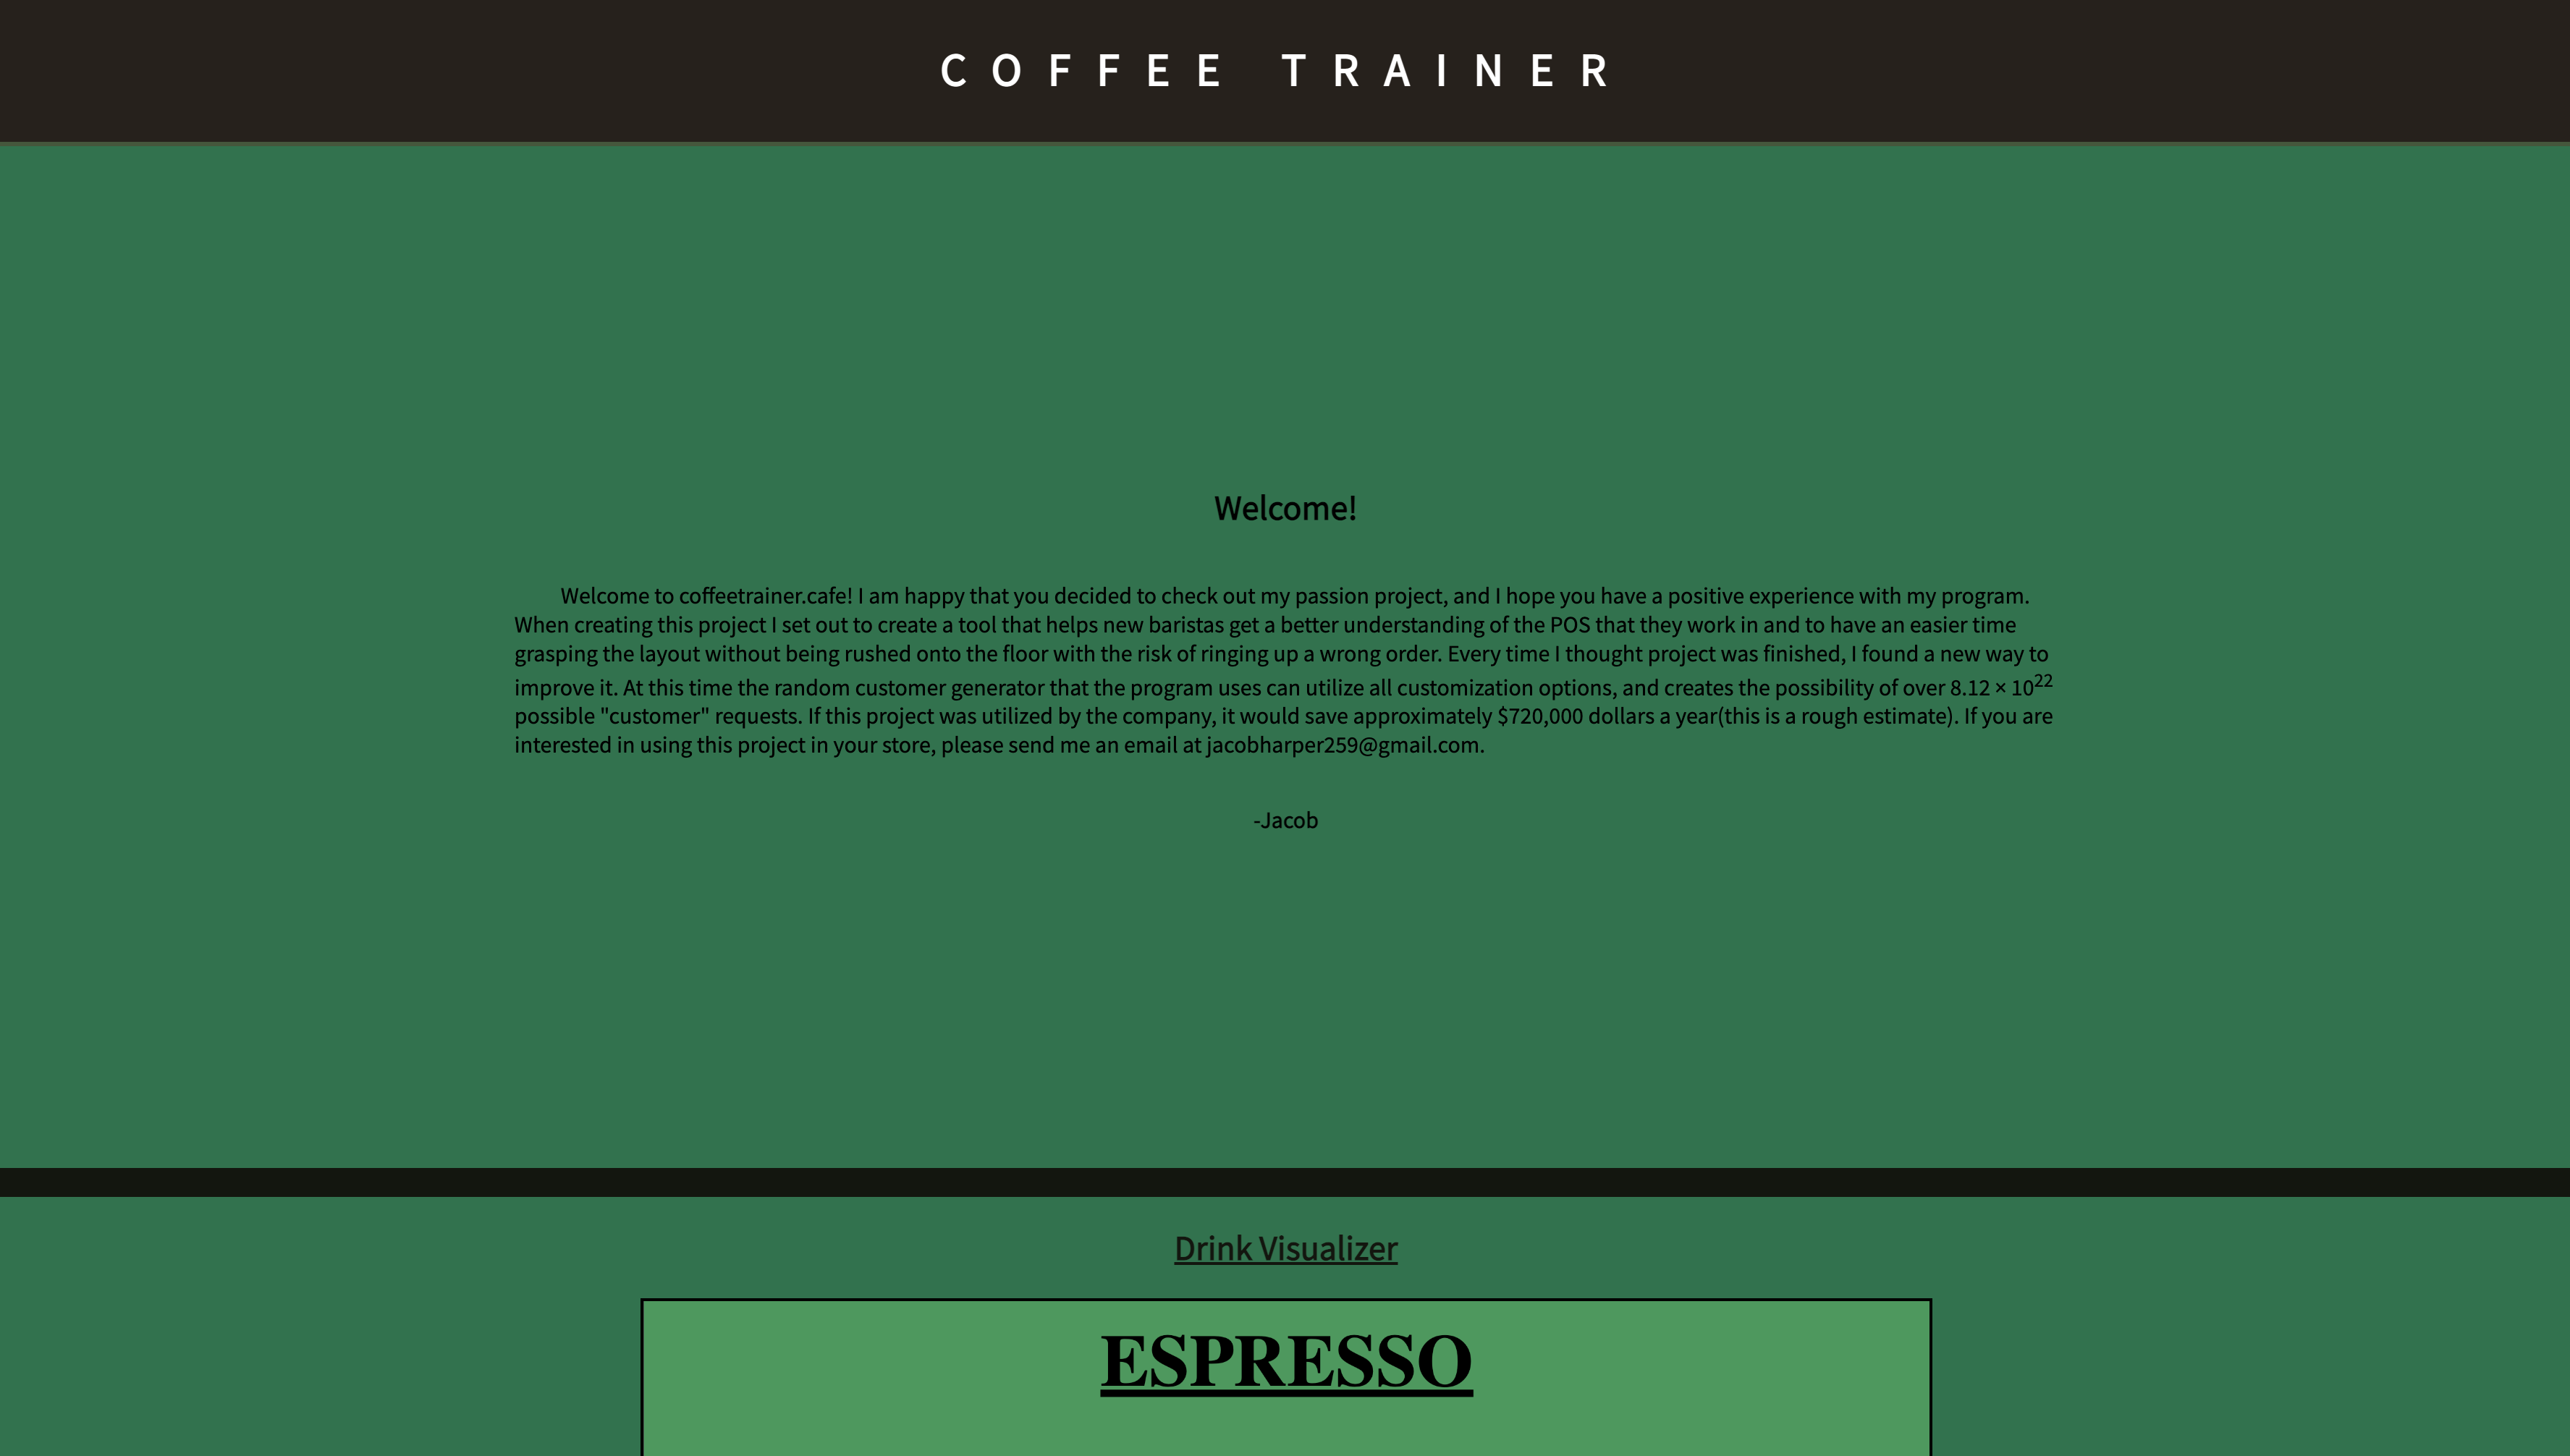 COFFEE TRAINER
Welcome!
Welcome to coffeetrainer.cafe! I am happy that you decided to check out my passion project, and I hope you have a positive experience with my program.
When creating this project I set out to create a tool that helps new baristas get a better understanding of the POS that they work in and to have an easier time
grasping the layout without being rushed onto the floor with the risk of ringing up a wrong order. Every time I thought project was finished, I found a new way to
improve it. At this time the random customer generator that the program uses can utilize all customization options, and creates the possibility of over 8.12 × 10²²
possible "customer" requests. If this project was utilized by the company, it would save approximately $720,000 dollars a year(this is a rough estimate). If you are
interested in using this project in your store, please send me an email at jacobharper259@gmail.com.
-Jacob
Drink Visualizer
ESPRESSO